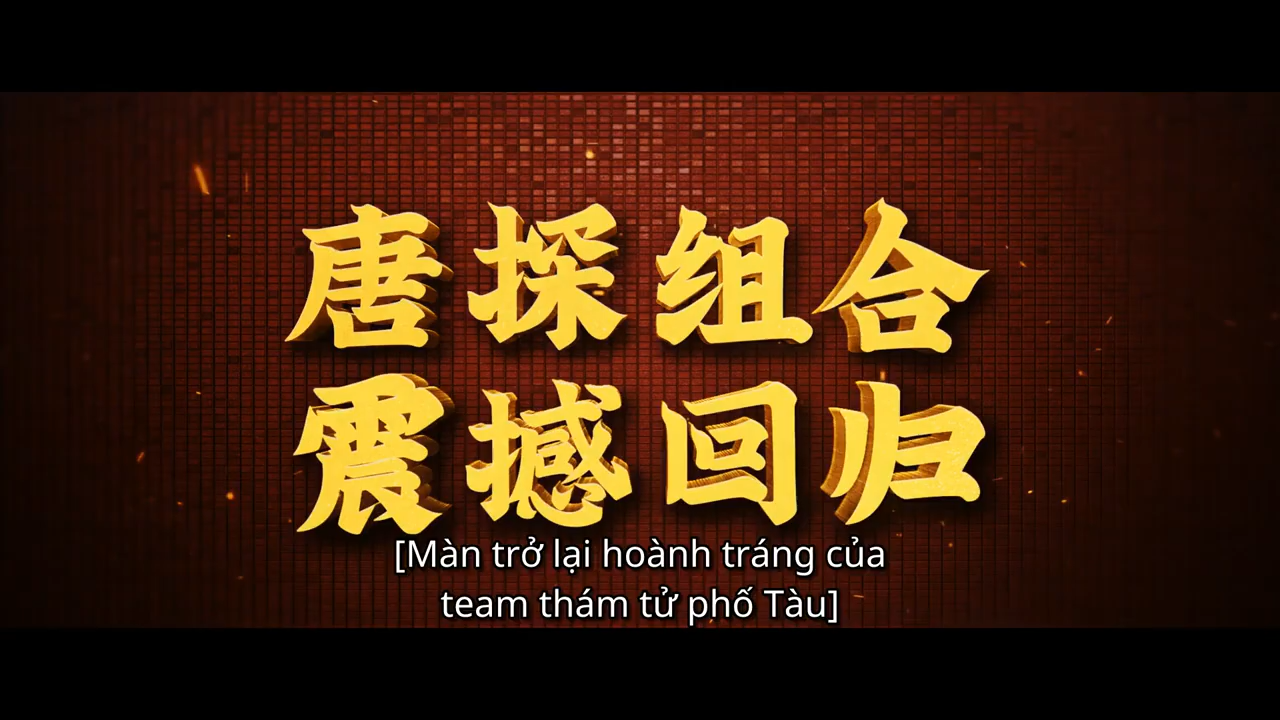 唐探组合
震撼回归
[Màn trở lại hoành tráng của
team thám tử phố Tàu]